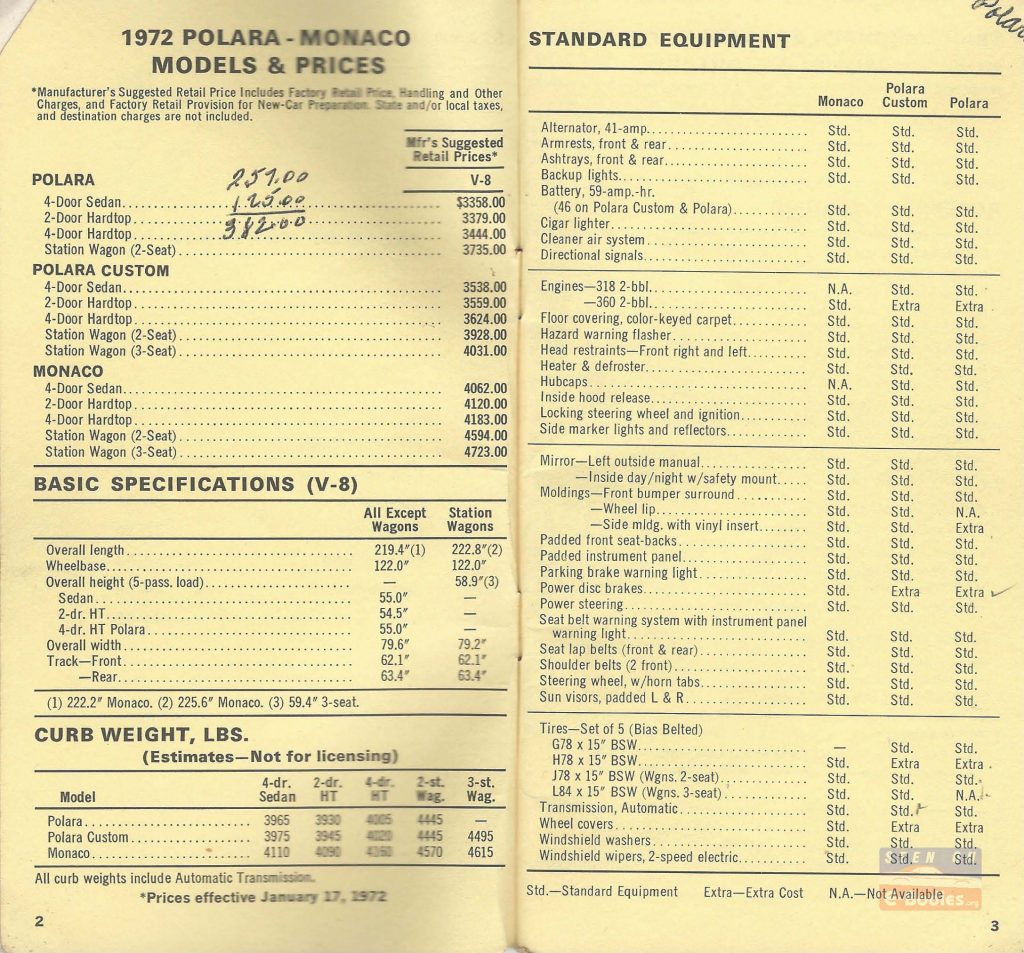 1972 POLARA - MONACO
MODELS & PRICES
*Manufacturer's Suggested Retail Price Includes Factory Retail Price, Handling and Other
Charges, and Factory Retail Provision for New-Car Preparation. State and/or local taxes,
and destination charges are not included.
Mfr's Suggested
Retail Prices*
POLARA 257.00 V-8
4-Door Sedan 125.00 $3358.00
2-Door Hardtop 3379.00
4-Door Hardtop 382.00 3444.00
Station Wagon (2-Seat) 3735.00
POLARA CUSTOM
4-Door Sedan 3538.00
2-Door Hardtop 3559.00
4-Door Hardtop 3624.00
Station Wagon (2-Seat) 3928.00
Station Wagon (3-Seat) 4031.00
MONACO
4-Door Sedan 4062.00
2-Door Hardtop 4120.00
4-Door Hardtop 4183.00
Station Wagon (2-Seat) 4594.00
Station Wagon (3-Seat) 4723.00
BASIC SPECIFICATIONS (V-8)
All Except Station
Wagons Wagons
Overall length 219.4"(1) 222.8"(2)
Wheelbase 122.0" 122.0"
Overall height (5-pass. load) — 58.9"(3)
Sedan 55.0" —
2-dr. HT 54.5" —
4-dr. HT Polara 55.0" —
Overall width 79.6" 79.2"
Track—Front 62.1" 62.1"
—Rear 63.4" 63.4"
(1) 222.2" Monaco. (2) 225.6" Monaco. (3) 59.4" 3-seat.
CURB WEIGHT, LBS.
(Estimates—Not for licensing)
4-dr. 2-dr. 4-dr. 2-st. 3-st.
Model Sedan HT HT Wag. Wag.
Polara 3965 3930 4005 4445 —
Polara Custom 3975 3945 4020 4445 4495
Monaco 4110 4090 4570 4615
All curb weights include Automatic Transmission.
*Prices effective January 17, 1972
2
Polara
STANDARD EQUIPMENT
Polara
Monaco Custom Polara
Alternator, 41-amp. Std. Std. Std.
Armrests, front & rear Std. Std. Std.
Ashtrays, front & rear Std. Std. Std.
Backup lights Std. Std. Std.
Battery, 59-amp.-hr.
(46 on Polara Custom & Polara) Std. Std. Std.
Cigar lighter Std. Std. Std.
Cleaner air system Std. Std. Std.
Directional signals Std. Std. Std.
Engines—318 2-bbl. N.A. Std. Std.
—360 2-bbl. Std. Extra Extra
Floor covering, color-keyed carpet Std. Std. Std.
Hazard warning flasher Std. Std. Std.
Head restraints—Front right and left Std. Std. Std.
Heater & defroster Std. Std. Std.
Hubcaps N.A. Std. Std.
Inside hood release Std. Std. Std.
Locking steering wheel and ignition Std. Std. Std.
Side marker lights and reflectors Std. Std. Std.
Mirror—Left outside manual Std. Std. Std.
—Inside day/night w/safety mount Std. Std. Std.
Moldings—Front bumper surround Std. Std. Std.
—Wheel lip Std. Std. N.A.
—Side mldg. with vinyl insert Std. Std. Extra
Padded front seat-backs Std. Std. Std.
Padded instrument panel Std. Std. Std.
Parking brake warning light Std. Std. Std.
Power disc brakes Std. Extra Extra ✓
Power steering Std. Std. Std.
Seat belt warning system with instrument panel
warning light Std. Std. Std.
Seat lap belts (front & rear) Std. Std. Std.
Shoulder belts (2 front) Std. Std. Std.
Steering wheel, w/horn tabs Std. Std. Std.
Sun visors, padded L & R Std. Std. Std.
Tires—Set of 5 (Bias Belted)
G78 x 15" BSW — Std. Std.
H78 x 15" BSW Std. Extra Extra
J78 x 15" BSW (Wgns. 2-seat) Std. Std. Std.
L84 x 15" BSW (Wgns. 3-seat) Std. Std. N.A.
Transmission, Automatic Std. Std. Std.
Wheel covers Std. Extra Extra
Windshield washers Std. Std. Std.
Windshield wipers, 2-speed electric Std. Std. Std.
Std.—Standard Equipment Extra—Extra Cost N.A.—Not Available
3